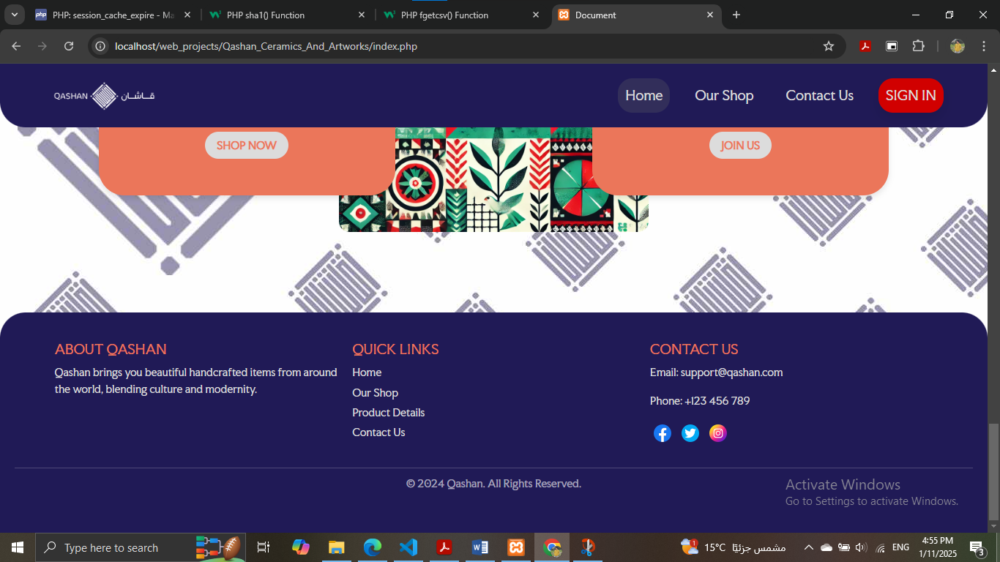 PHP: session_cache_expire - Ma
PHP sha1() Function
PHP fgetcsv() Function
Document
localhost/web_projects/Qashan_Ceramics_And_Artworks/index.php
QASHAN قاشان
Home
Our Shop
Contact Us
SIGN IN
SHOP NOW
JOIN US
ABOUT QASHAN
Qashan brings you beautiful handcrafted items from around
the world, blending culture and modernity.
QUICK LINKS
Home
Our Shop
Product Details
Contact Us
CONTACT US
Email: support@qashan.com
Phone: +123 456 789
© 2024 Qashan. All Rights Reserved.
Activate Windows
Go to Settings to activate Windows.
Type here to search
15°C مشمس جزئيًا
ENG
4:55 PM
1/11/2025
3